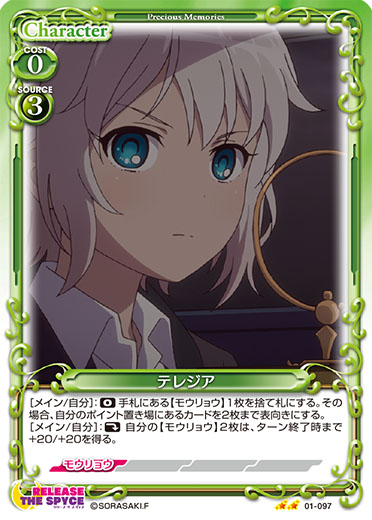 Precious Memories
Character
COST
0
SOURCE
3
テレジア
[メイン/自分]: 手札にある【モウリョウ】1枚を捨て札にする。その
場合、自分のポイント置き場にあるカードを2枚まで表向きにする。
[メイン/自分]: 自分の【モウリョウ】2枚は、ターン終了時まで
+20/+20を得る。
モウリョウ
RELEASE
THE SPYCE
©SORASAKI.F
01-097